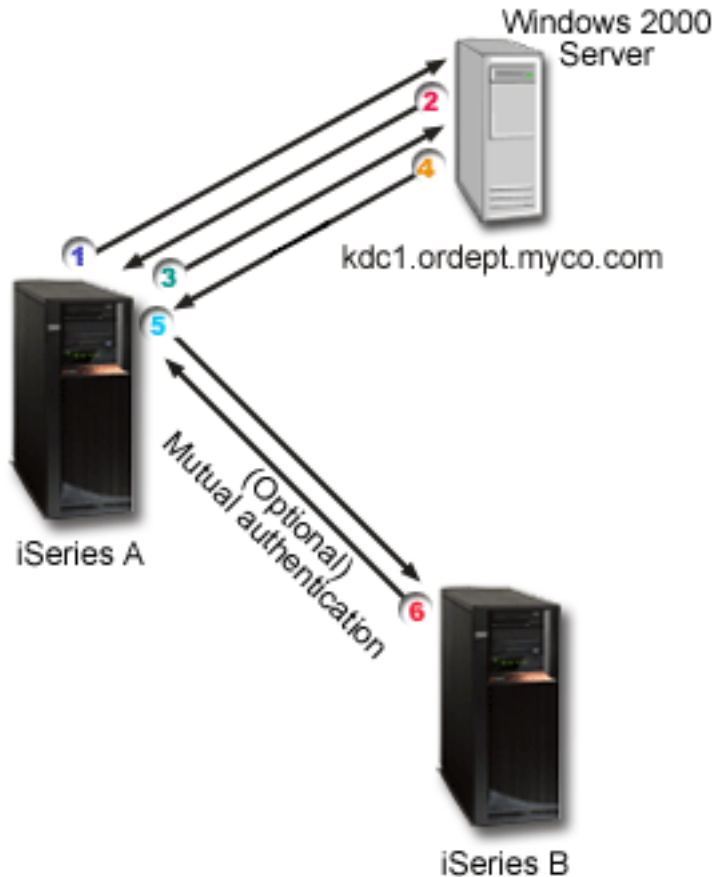 Windows 2000
Server
2
4
1
3
kdc1.ordept.myco.com
5
(Optional)
Mutual authentication
iSeries A
6
iSeries B